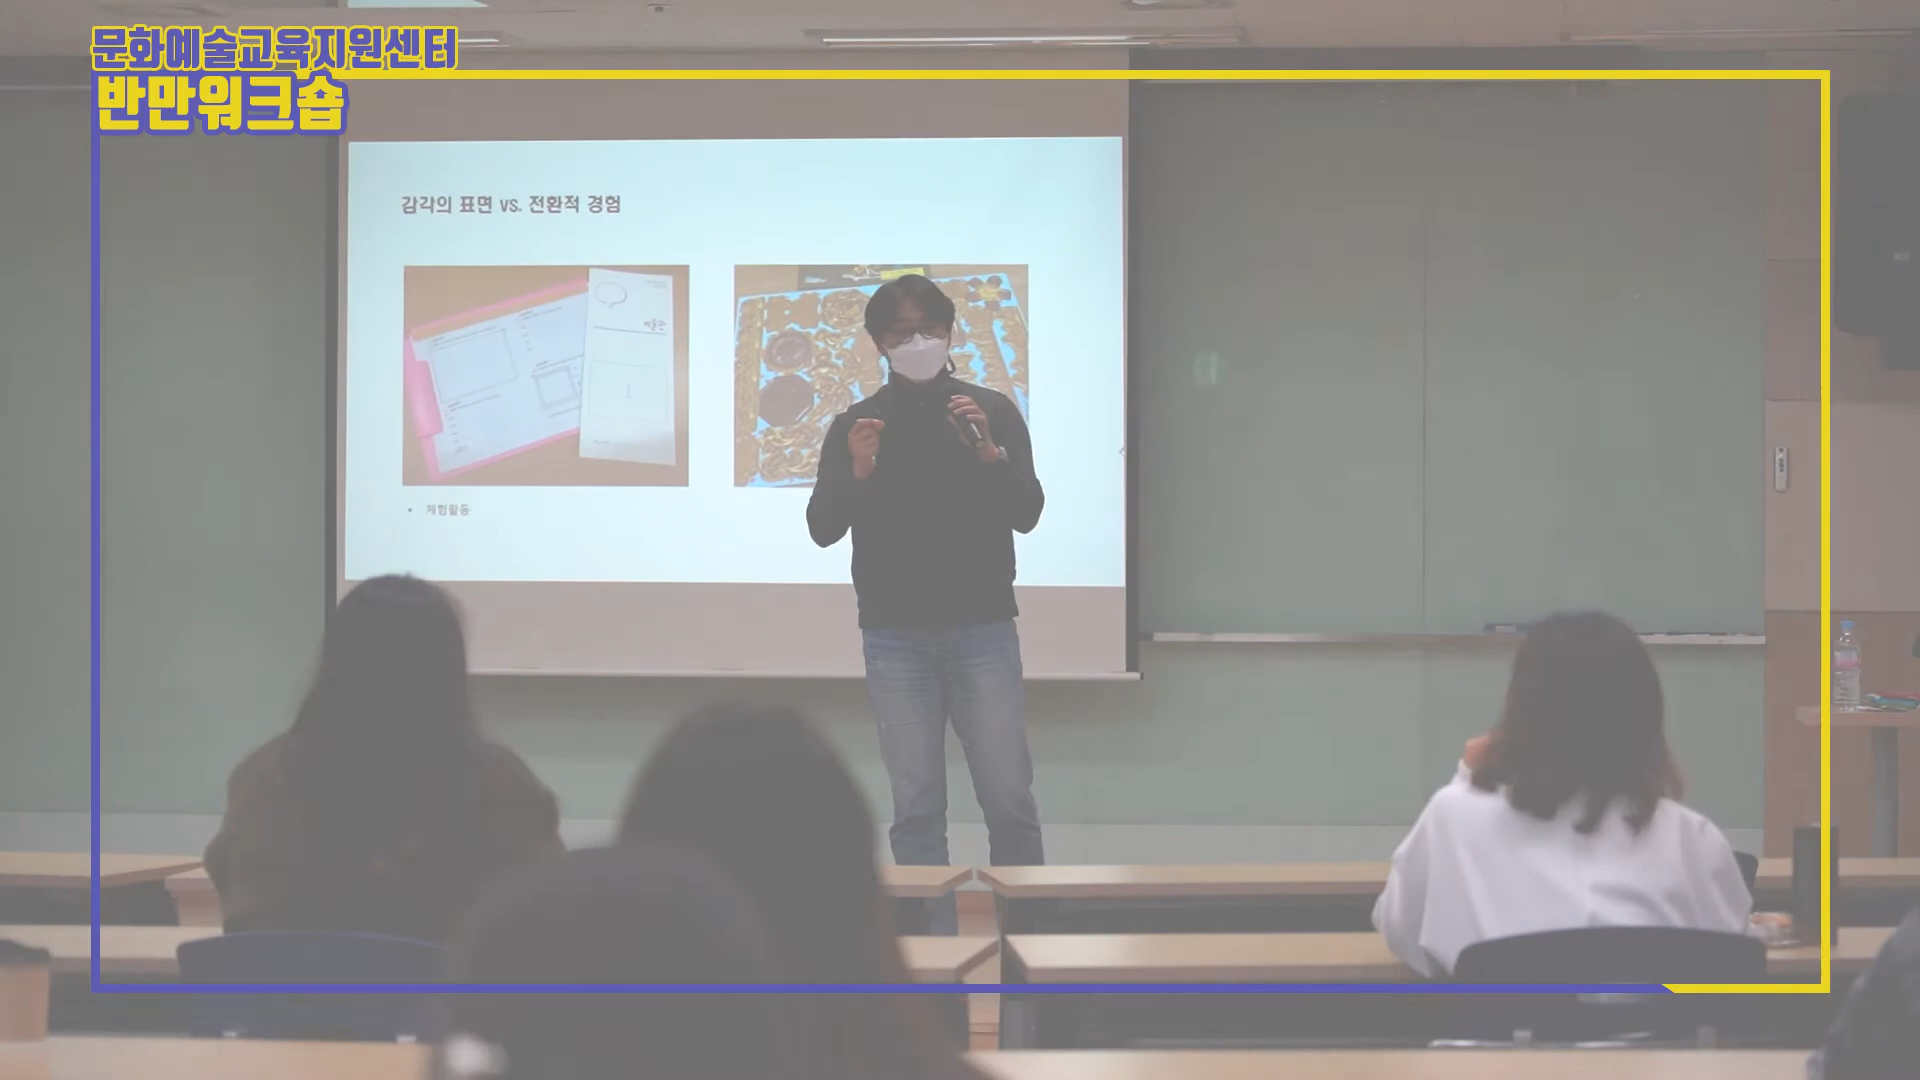 문화예술교육지원센터
반만워크숍
감각의 표면 vs. 전환적 경험
• 체험활동